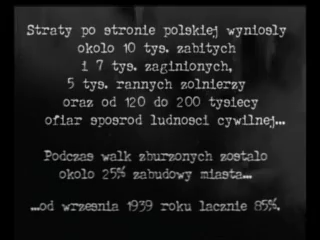 Straty po stronie polskiej wyniosly
okolo 10 tys. zabitych
i 7 tys. zaginionych,
5 tys. rannych zolnierzy
oraz od 120 do 200 tysiecy
ofiar sposrod ludnosci cywilnej...
Podczas walk zburzonych zostalo
okolo 25% zabudowy miasta...
...od wrzesnia 1939 roku lacznie 85%.